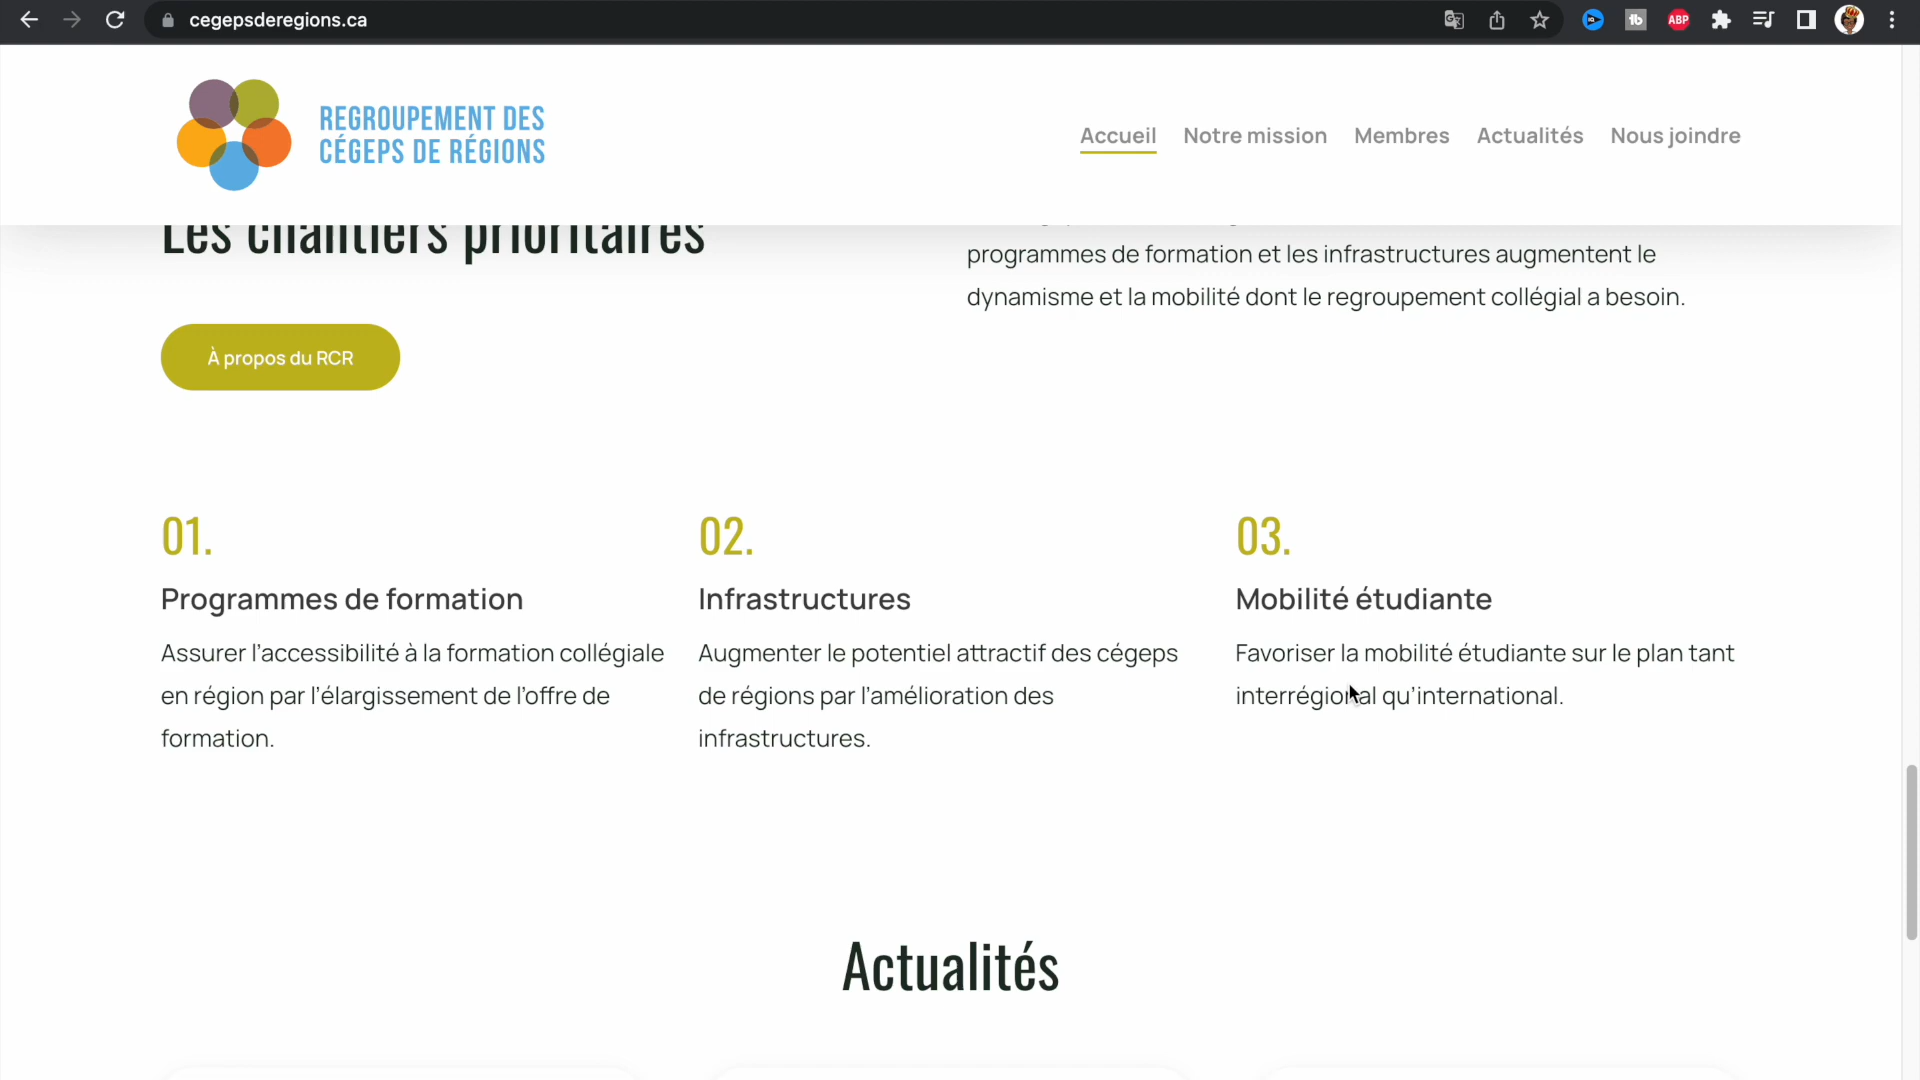 cegepsderegions.ca
REGROUPEMENT DES
CÉGEPS DE RÉGIONS
Accueil Notre mission Membres Actualités Nous joindre
Les chantiers prioritaires
programmes de formation et les infrastructures augmentent le
dynamisme et la mobilité dont le regroupement collégial a besoin.
À propos du RCR
01.
Programmes de formation
Assurer l’accessibilité à la formation collégiale
en région par l’élargissement de l’offre de
formation.
02.
Infrastructures
Augmenter le potentiel attractif des cégeps
de régions par l’amélioration des
infrastructures.
03.
Mobilité étudiante
Favoriser la mobilité étudiante sur le plan tant
interrégional qu’international.
Actualités
ABP